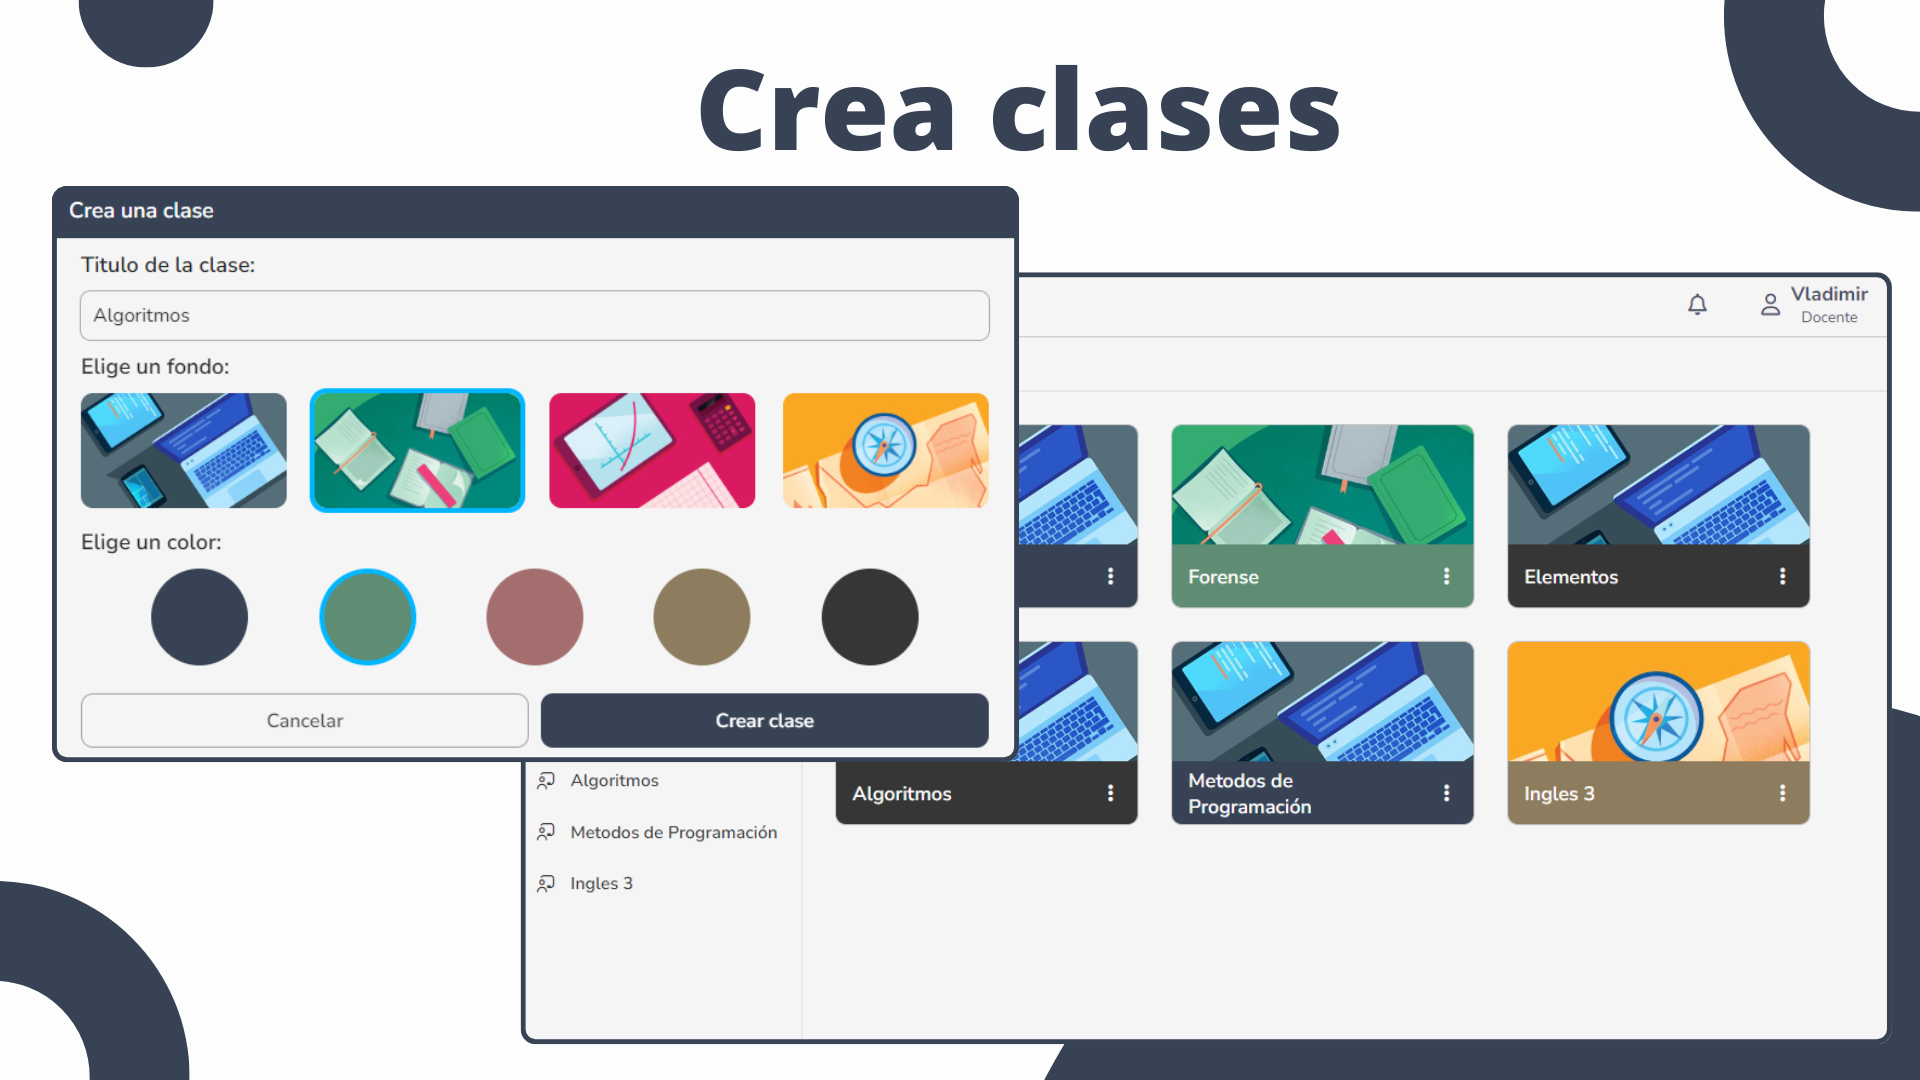 Crea clases
Crea una clase
Titulo de la clase:
Algoritmos
Elige un fondo:
Elige un color:
Cancelar
Crear clase
Vladimir
Docente
Forense
Elementos
Algoritmos
Metodos de
Programación
Ingles 3
Algoritmos
Metodos de Programación
Ingles 3